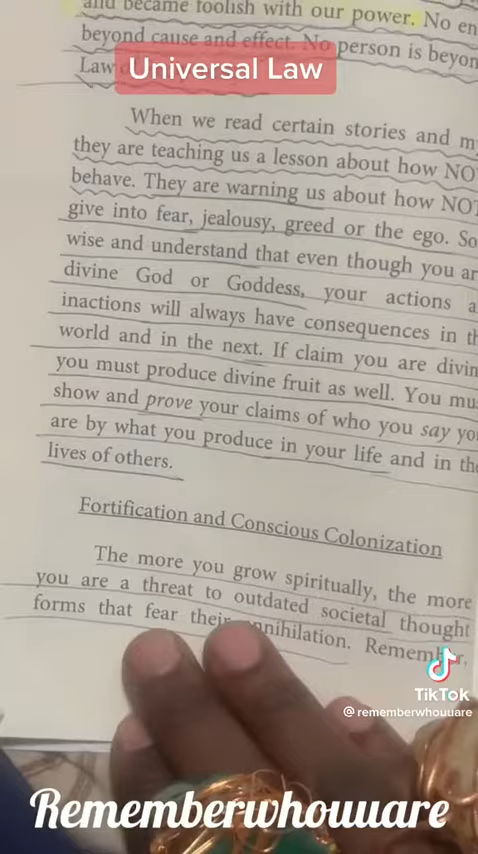 and became foolish with our power. No en
beyond cause and effect. No person is beyon
Law
Universal Law
When we read certain stories and my
they are teaching us a lesson about how NO
behave. They are warning us about how NOT
give into fear, jealousy, greed or the ego. So
wise and understand that even though you ar
divine God or Goddess, your actions a
inactions will always have consequences in th
world and in the next. If claim you are divin
you must produce divine fruit as well. You mu
show and prove your claims of who you say yo
are by what you produce in your life and in the
lives of others.
Fortification and Conscious Colonization
The more you grow spiritually, the more
you are a threat to outdated societal thought
forms that fear their annihilation. Remember,
TikTok
@rememberwhouuare
Rememberwhouuare